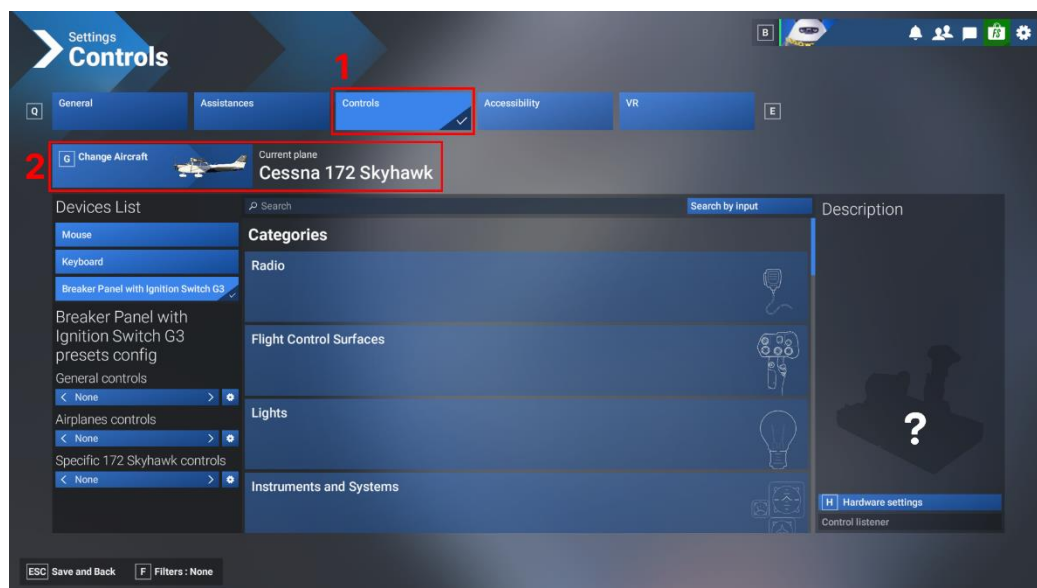 Settings
Controls
B
1
Q
General
Assistances
Controls
Accessibility
VR
E
2
G Change Aircraft
Current plane
Cessna 172 Skyhawk
Devices List
Search
Search by input
Description
Mouse
Keyboard
Breaker Panel with Ignition Switch G3
Breaker Panel with
Ignition Switch G3
presets config
General controls
< None >
Airplanes controls
< None >
Specific 172 Skyhawk controls
< None >
Categories
Radio
Flight Control Surfaces
Lights
Instruments and Systems
?
H Hardware settings
Control listener
ESC Save and Back
F Filters : None